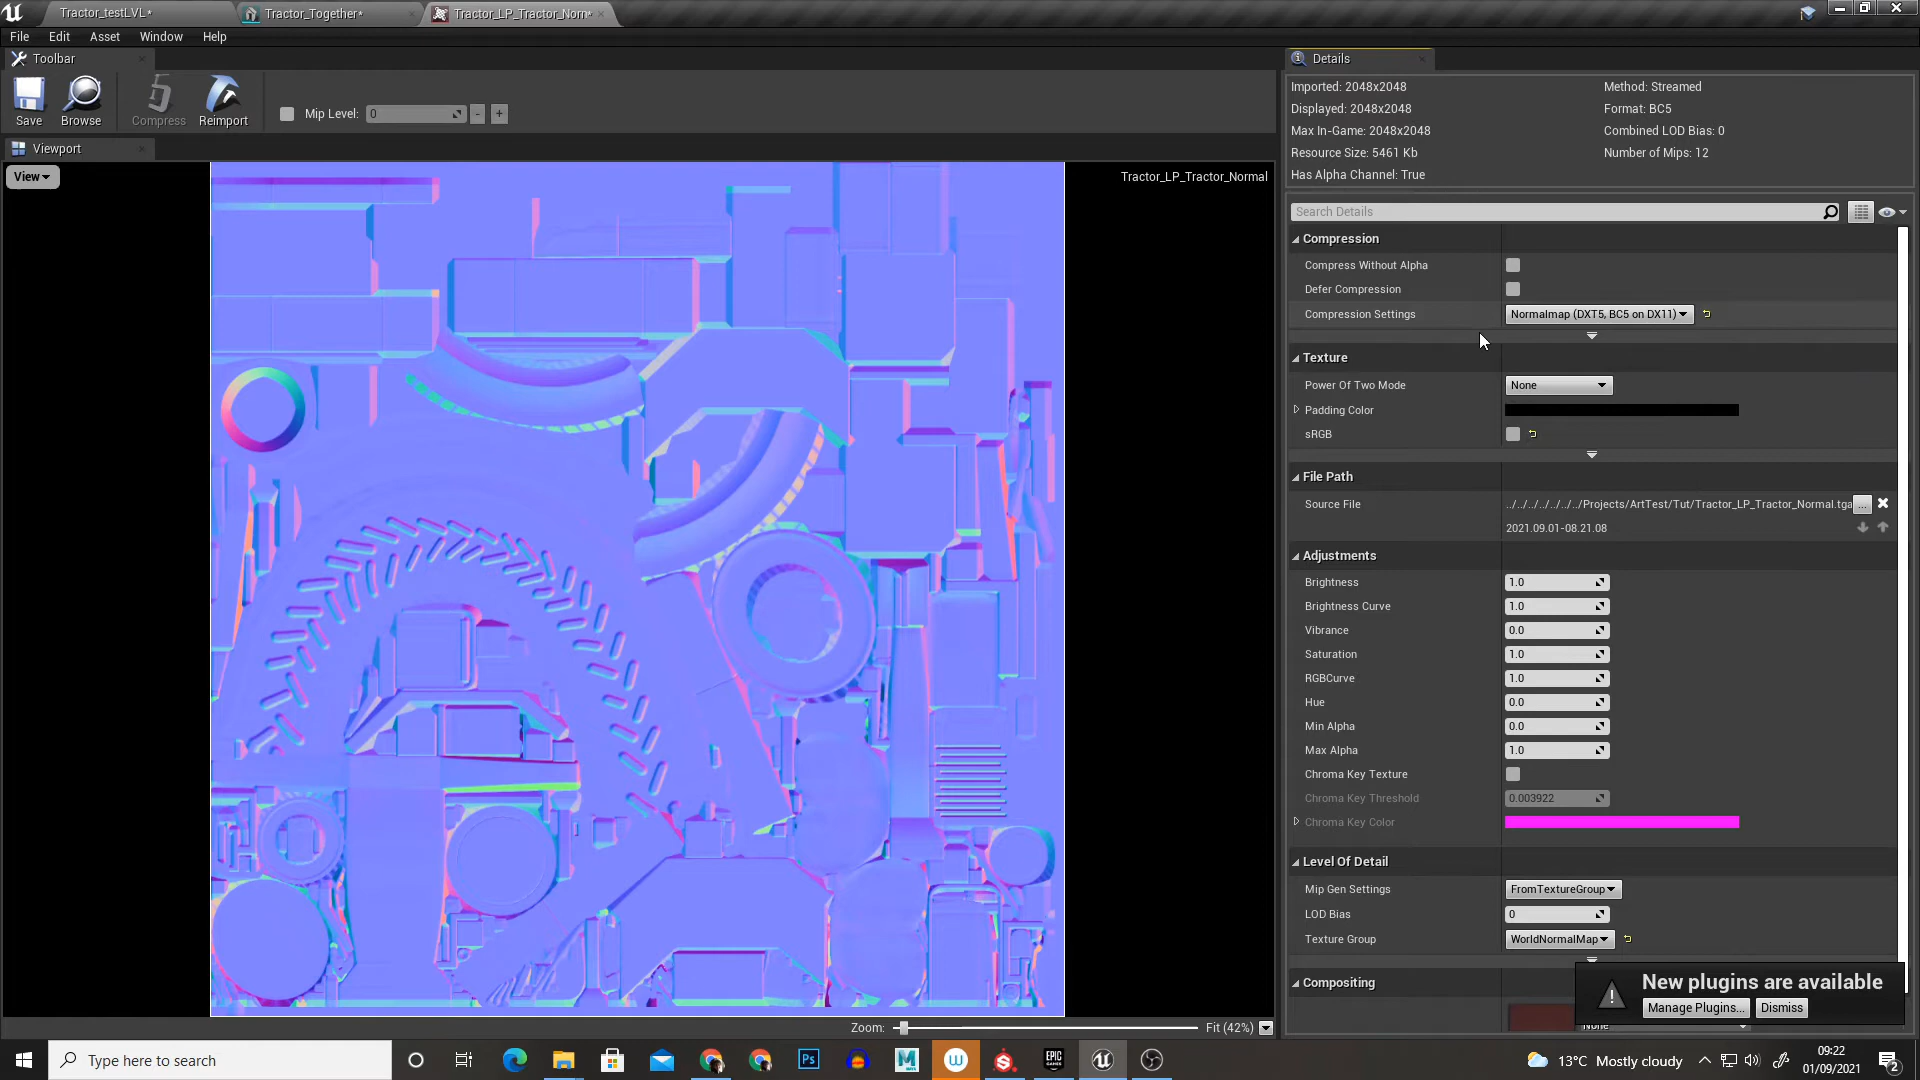 Tractor_testLVL*
Tractor_Together*
Tractor_LP_Tractor_Norm*
File Edit Asset Window Help
Toolbar
Save
Browse
Compress
Reimport
Mip Level: 0 - +
Viewport
View
Tractor_LP_Tractor_Normal
Zoom: Fit (42%)
Details
Imported: 2048x2048 Method: Streamed
Displayed: 2048x2048 Format: BC5
Max In-Game: 2048x2048 Combined LOD Bias: 0
Resource Size: 5461 Kb Number of Mips: 12
Has Alpha Channel: True
Search Details
Compression
Compress Without Alpha
Defer Compression
Compression Settings Normalmap (DXT5, BC5 on DX11)
Texture
Power Of Two Mode None
Padding Color
sRGB
File Path
Source File ../../../../../../../Projects/ArtTest/Tut/Tractor_LP_Tractor_Normal.tga ...
2021.09.01-08.21.08
Adjustments
Brightness 1.0
Brightness Curve 1.0
Vibrance 0.0
Saturation 1.0
RGBCurve 1.0
Hue 0.0
Min Alpha 0.0
Max Alpha 1.0
Chroma Key Texture
Chroma Key Threshold 0.003922
Chroma Key Color
Level Of Detail
Mip Gen Settings FromTextureGroup
LOD Bias 0
Texture Group WorldNormalMap
Compositing
None
New plugins are available
Manage Plugins... Dismiss
Type here to search
Ps
M
W
S
EPIC GAMES
13°C Mostly cloudy
09:22
01/09/2021
2